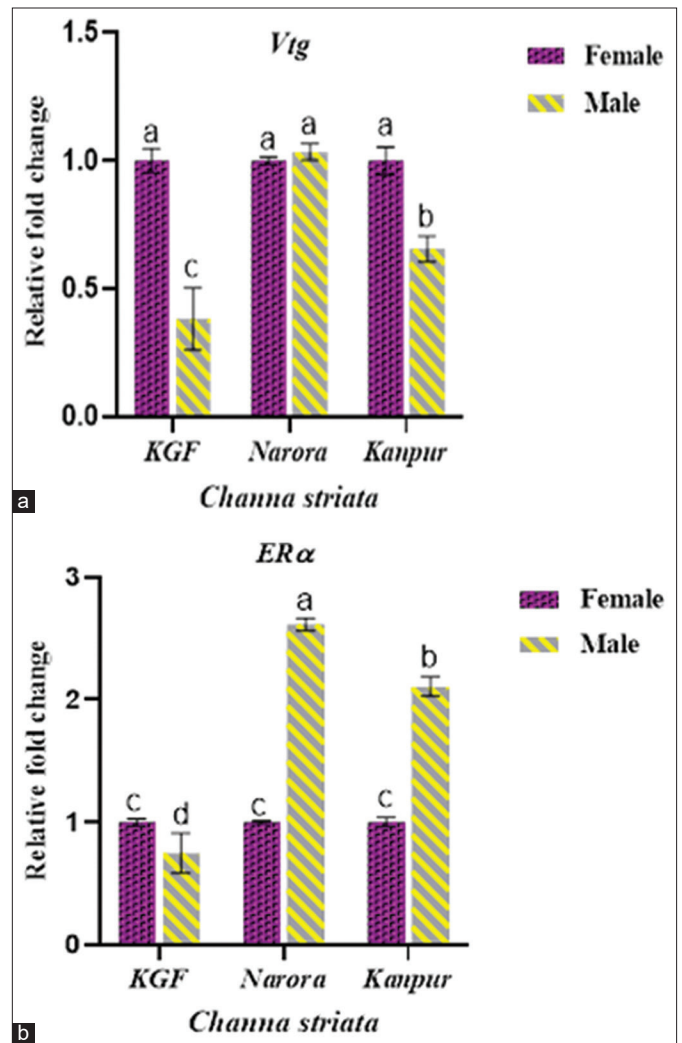 Vtg
Female
Male
1.5
1.0
0.5
0.0
Relative fold change
a
c
a
a
a
b
KGF
Narora
Kanpur
Channa striata
a
ERα
Female
Male
3
2
1
0
Relative fold change
c
d
c
a
c
b
KGF
Narora
Kanpur
Channa striata
b